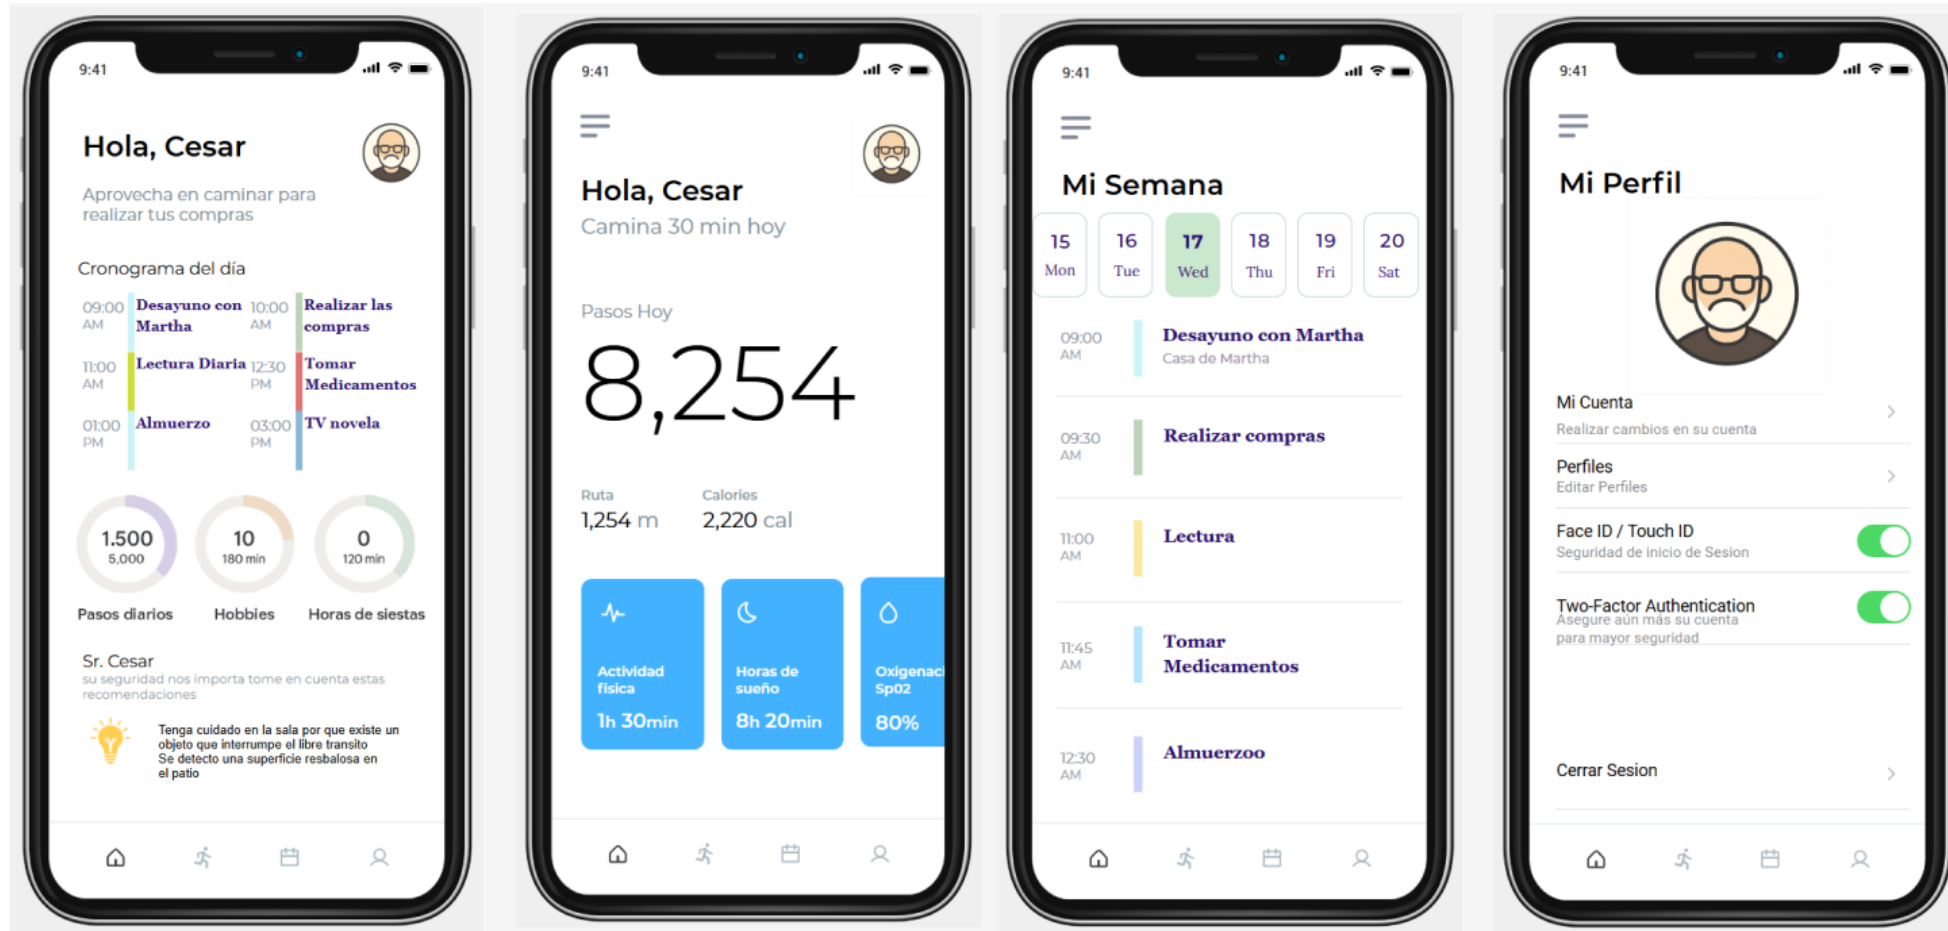 9:41
Hola, Cesar
Aprovecha en caminar para
realizar tus compras
Cronograma del día
09:00 AM
Desayuno con
Martha
10:00 AM
Realizar las
compras
11:00 AM
Lectura Diaria
12:30 PM
Tomar
Medicamentos
01:00 PM
Almuerzo
03:00 PM
TV novela
1.500
5,000
Pasos diarios
10
180 min
Hobbies
0
120 min
Horas de siestas
Sr. Cesar
su seguridad nos importa tome en cuenta estas
recomendaciones
Tenga cuidado en la sala por que existe un
objeto que interrumpe el libre transito
Se detecto una superficie resbalosa en
el patio
9:41
Hola, Cesar
Camina 30 min hoy
Pasos Hoy
8,254
Ruta
1,254 m
Calories
2,220 cal
Actividad
fisica
1h 30min
Horas de
sueño
8h 20min
Oxigenac
Sp02
80%
9:41
Mi Semana
15 Mon
16 Tue
17 Wed
18 Thu
19 Fri
20 Sat
09:00 AM
Desayuno con Martha
Casa de Martha
09:30 AM
Realizar compras
11:00 AM
Lectura
11:45 AM
Tomar
Medicamentos
12:30 AM
Almuerzoo
9:41
Mi Perfil
Mi Cuenta
Realizar cambios en su cuenta
Perfiles
Editar Perfiles
Face ID / Touch ID
Seguridad de inicio de Sesion
Two-Factor Authentication
Asegure aún más su cuenta
para mayor seguridad
Cerrar Sesion